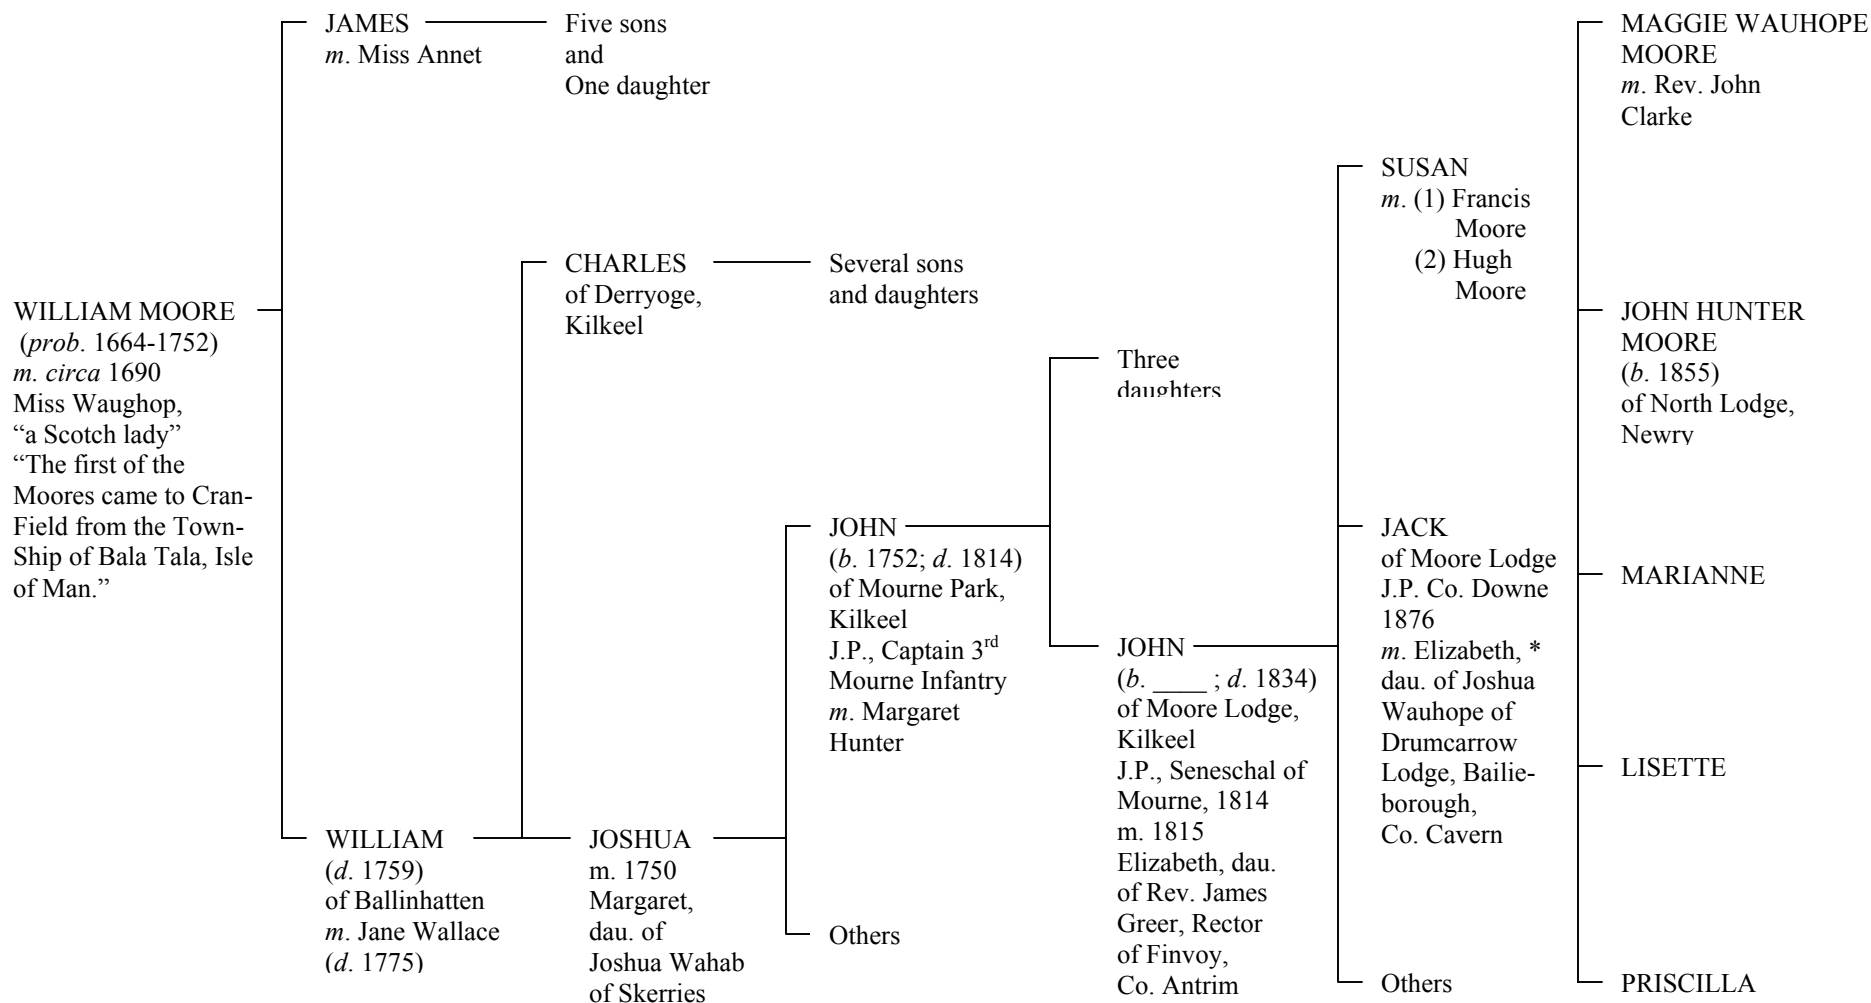 WILLIAM MOORE
(prob. 1664-1752)
m. circa 1690
Miss Waughop,
“a Scotch lady”
“The first of the
Moores came to Cran-
Field from the Town-
Ship of Bala Tala, Isle
of Man.”
JAMES
m. Miss Annet
Five sons
and
One daughter
WILLIAM
(d. 1759)
of Ballinhatten
m. Jane Wallace
(d. 1775)
CHARLES
of Derryoge,
Kilkeel
Several sons
and daughters
JOSHUA
m. 1750
Margaret,
dau. of
Joshua Wahab
of Skerries
JOHN
(b. 1752; d. 1814)
of Mourne Park,
Kilkeel
J.P., Captain 3rd
Mourne Infantry
m. Margaret
Hunter
Others
Three
daughters
JOHN
(b. ____ ; d. 1834)
of Moore Lodge,
Kilkeel
J.P., Seneschal of
Mourne, 1814
m. 1815
Elizabeth, dau.
of Rev. James
Greer, Rector
of Finvoy,
Co. Antrim
SUSAN
m. (1) Francis
Moore
(2) Hugh
Moore
JACK
of Moore Lodge
J.P. Co. Downe
1876
m. Elizabeth, *
dau. of Joshua
Wauhope of
Drumcarrow
Lodge, Bailie-
borough,
Co. Cavern
Others
MAGGIE WAUHOPE
MOORE
m. Rev. John
Clarke
JOHN HUNTER
MOORE
(b. 1855)
of North Lodge,
Newry
MARIANNE
LISETTE
PRISCILLA